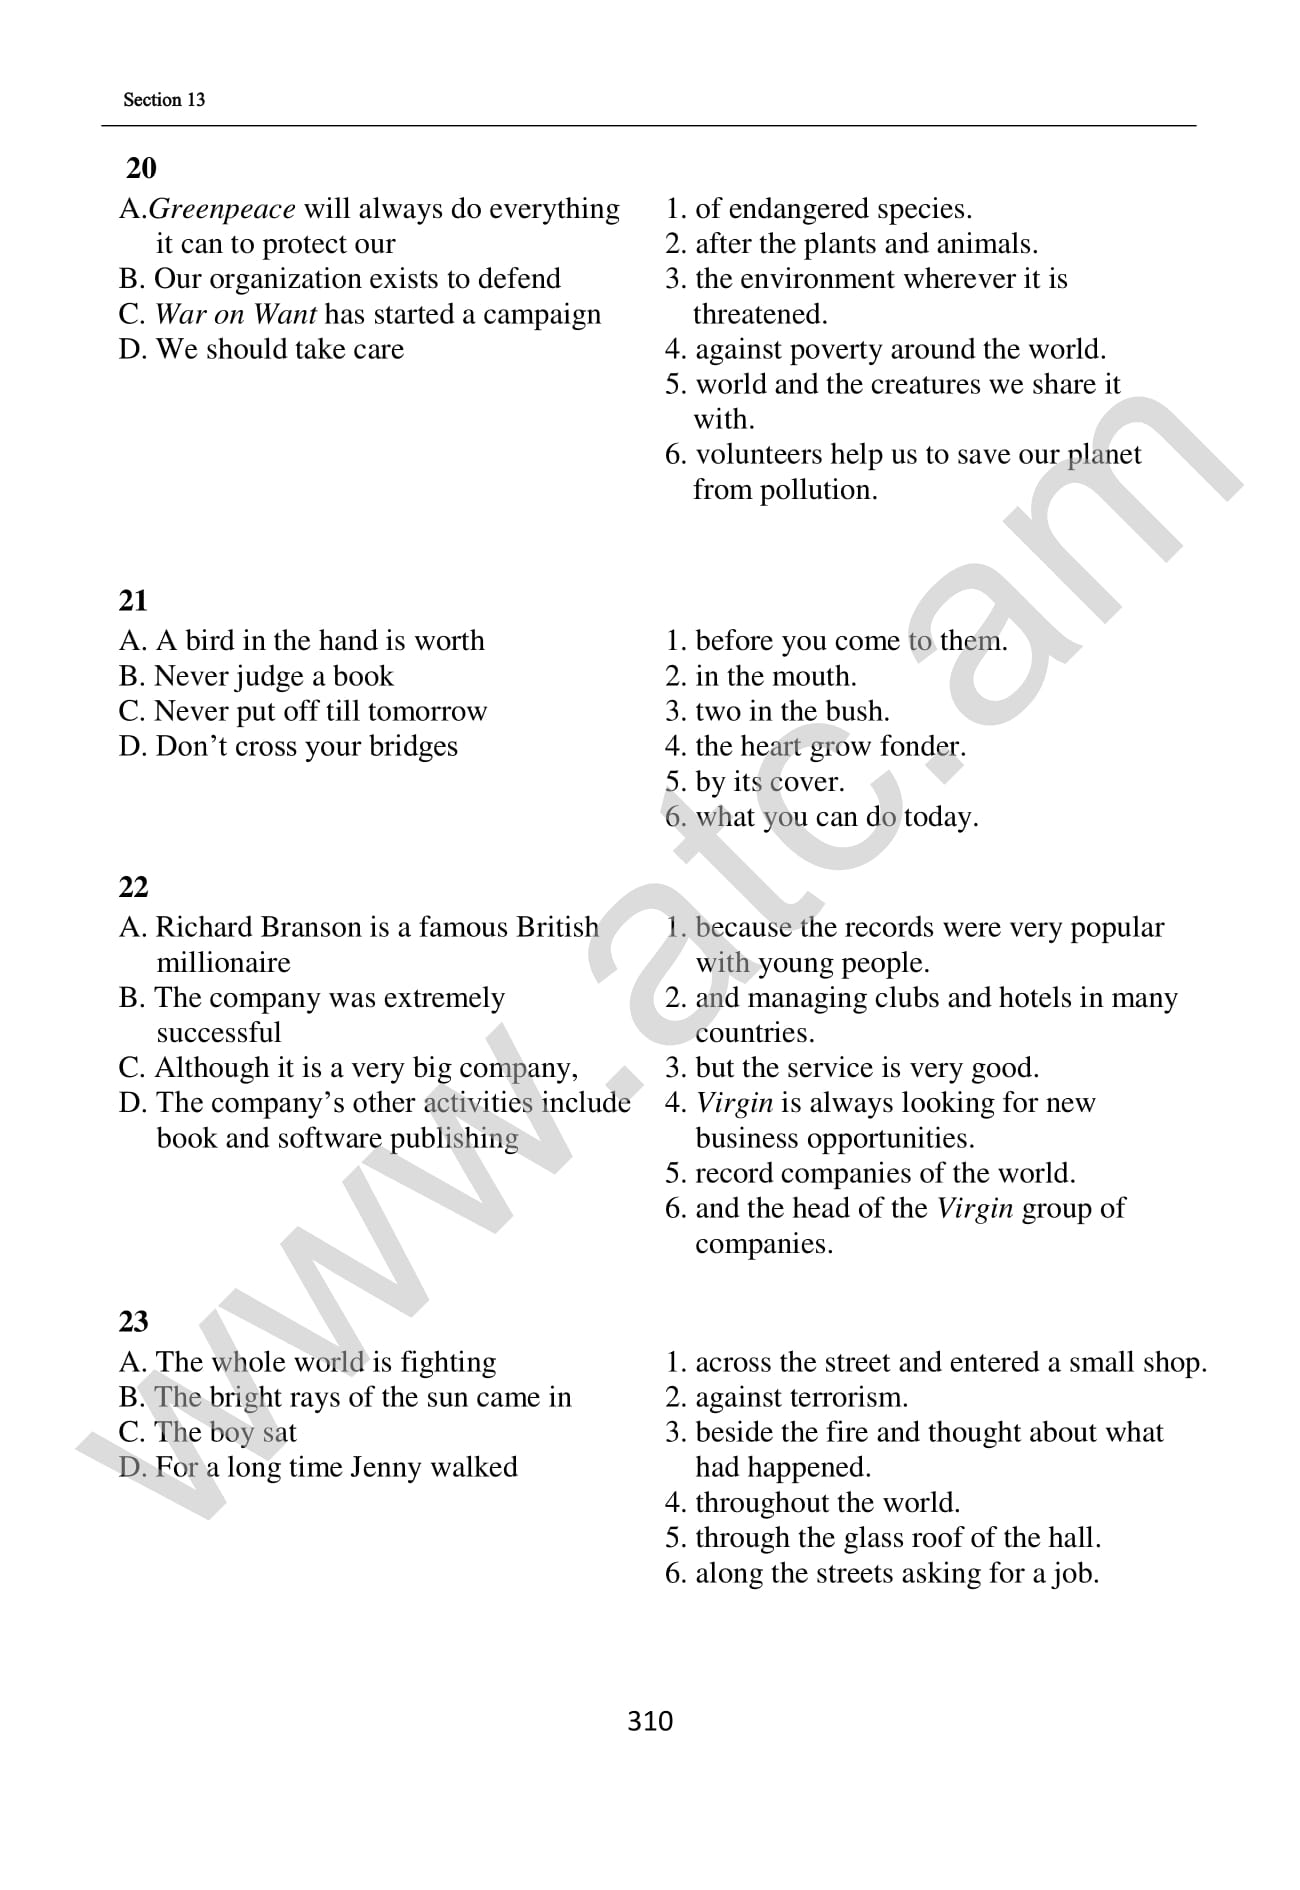 Section 13
20
A.Greenpeace will always do everything
it can to protect our
B. Our organization exists to defend
C. War on Want has started a campaign
D. We should take care
1. of endangered species.
2. after the plants and animals.
3. the environment wherever it is
threatened.
4. against poverty around the world.
5. world and the creatures we share it
with.
6. volunteers help us to save our planet
from pollution.
21
A. A bird in the hand is worth
B. Never judge a book
C. Never put off till tomorrow
D. Don’t cross your bridges
1. before you come to them.
2. in the mouth.
3. two in the bush.
4. the heart grow fonder.
5. by its cover.
6. what you can do today.
22
A. Richard Branson is a famous British
millionaire
B. The company was extremely
successful
C. Although it is a very big company,
D. The company’s other activities include
book and software publishing
1. because the records were very popular
with young people.
2. and managing clubs and hotels in many
countries.
3. but the service is very good.
4. Virgin is always looking for new
business opportunities.
5. record companies of the world.
6. and the head of the Virgin group of
companies.
23
A. The whole world is fighting
B. The bright rays of the sun came in
C. The boy sat
D. For a long time Jenny walked
1. across the street and entered a small shop.
2. against terrorism.
3. beside the fire and thought about what
had happened.
4. throughout the world.
5. through the glass roof of the hall.
6. along the streets asking for a job.
310
www.atc.am